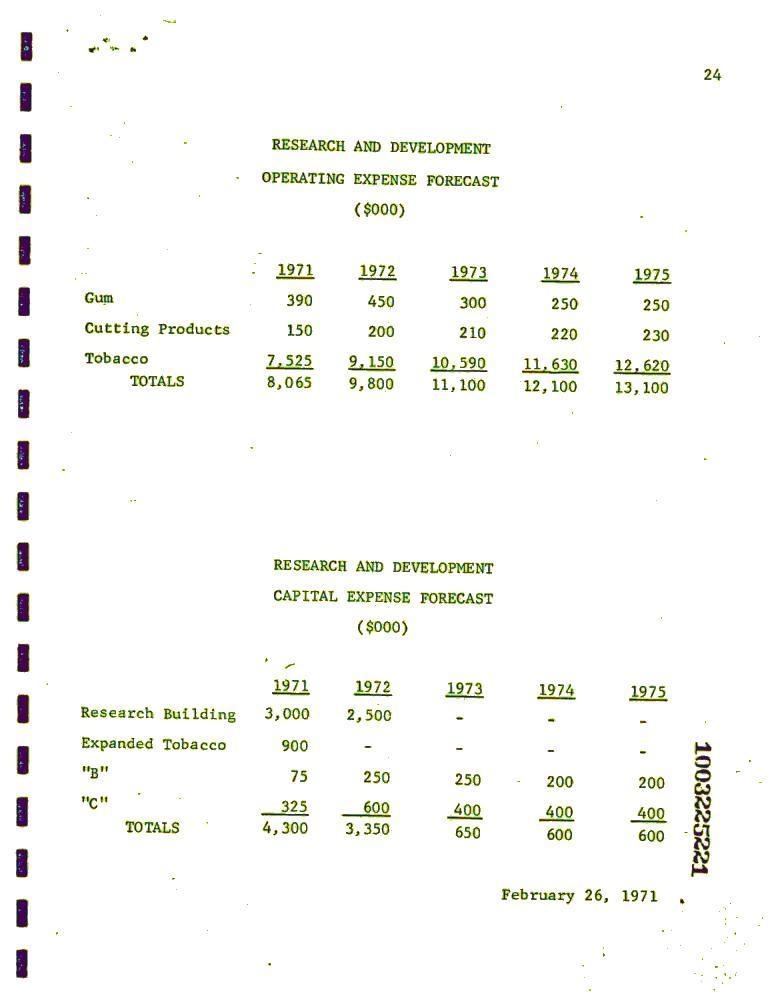 24
RESEARCH AND DEVELOPMENT
OPERATING EXPENSE FORECAST
($000)
1971 1972 1973 1974 1975
Gum 390 450 300 250 250
Cutting Products 150 200 210 220 230
Tobacco 7,525 9,150 10,590 11,630 12,620
TOTALS 8,065 9,800 11,100 12,100 13,100
RESEARCH AND DEVELOPMENT
CAPITAL EXPENSE FORECAST
($000)
1971 1972 1973 1974 1975
Research Building 3,000 2,500 - - -
Expanded Tobacco 900 - - - -
"B" 75 250 250 200 200
"C" 325 600 400 400 400
TOTALS 4,300 3,350 650 600 600
February 26, 1971
1003225221